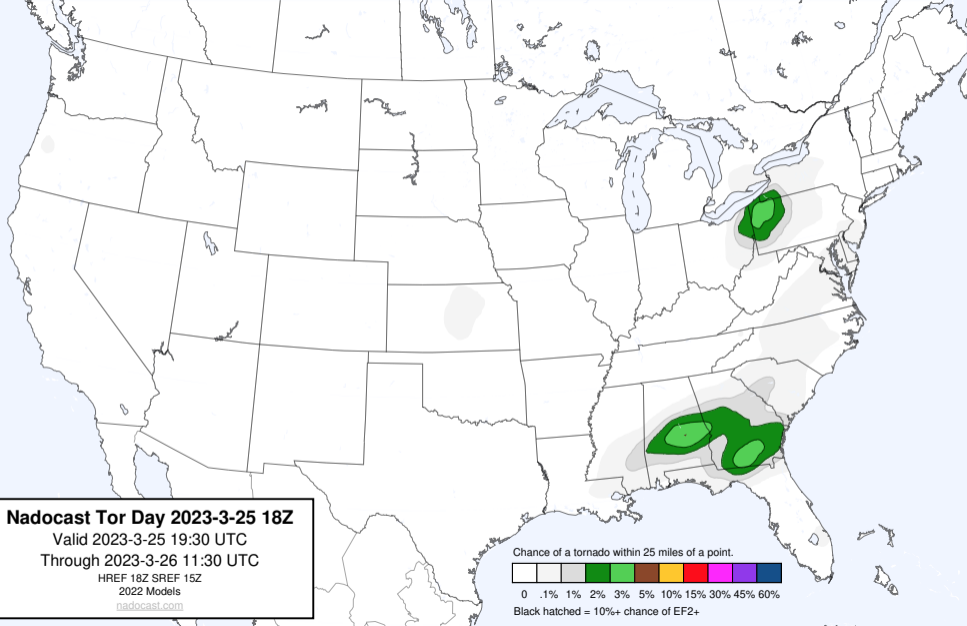 Nadocast Tor Day 2023-3-25 18Z
Valid 2023-3-25 19:30 UTC
Through 2023-3-26 11:30 UTC
HREF 18Z SREF 15Z
2022 Models
nadocast.com
Chance of a tornado within 25 miles of a point.
0 .1% 1% 2% 3% 5% 10% 15% 30% 45% 60%
Black hatched = 10%+ chance of EF2+